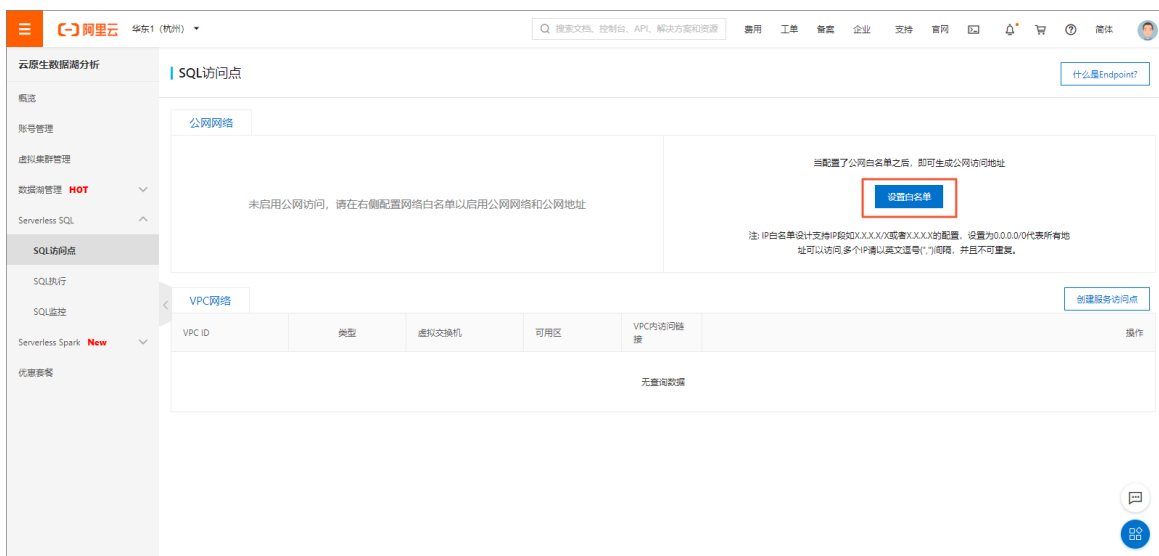 阿里云
华东1（杭州）
搜索文档、控制台、API、解决方案和资源
费用
工单
备案
企业
支持
官网
简体
云原生数据湖分析
概览
账号管理
虚拟集群管理
数据湖管理 HOT
Serverless SQL
SQL访问点
SQL执行
SQL监控
Serverless Spark New
优惠套餐
SQL访问点
什么是Endpoint?
公网网络
未启用公网访问，请在右侧配置网络白名单以启用公网网络和公网地址
当配置了公网白名单之后，即可生成公网访问地址
设置白名单
注: IP白名单设计支持IP段如X.X.X.X/X或者X.X.X.X的配置，设置为0.0.0.0/0代表所有地
址可以访问;多个IP请以英文逗号(",")间隔，并且不可重复。
VPC网络
创建服务访问点
VPC ID
类型
虚拟交换机
可用区
VPC内访问链
接
操作
无查询数据